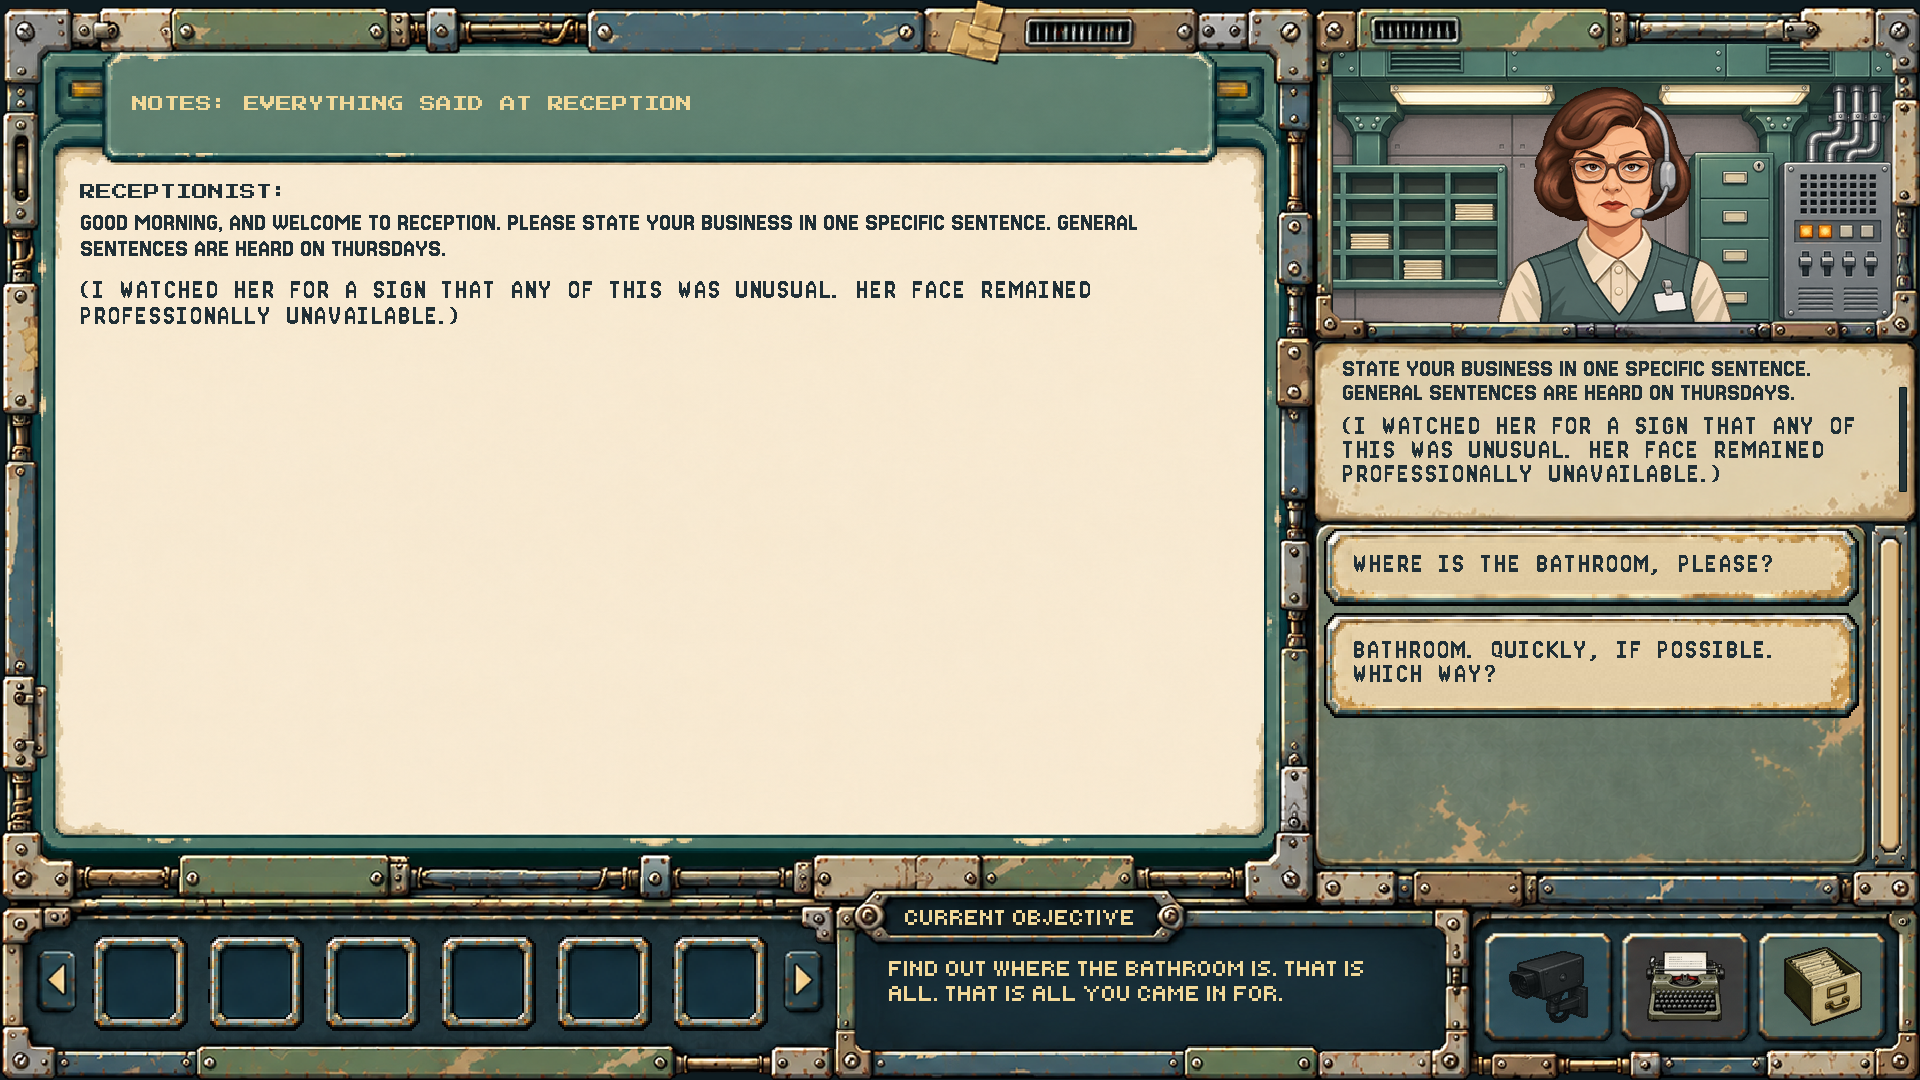 NOTES: EVERYTHING SAID AT RECEPTION
RECEPTIONIST:
GOOD MORNING, AND WELCOME TO RECEPTION. PLEASE STATE YOUR BUSINESS IN ONE SPECIFIC SENTENCE. GENERAL
SENTENCES ARE HEARD ON THURSDAYS.
(I WATCHED HER FOR A SIGN THAT ANY OF THIS WAS UNUSUAL. HER FACE REMAINED
PROFESSIONALLY UNAVAILABLE.)
STATE YOUR BUSINESS IN ONE SPECIFIC SENTENCE.
GENERAL SENTENCES ARE HEARD ON THURSDAYS.
(I WATCHED HER FOR A SIGN THAT ANY OF
THIS WAS UNUSUAL. HER FACE REMAINED
PROFESSIONALLY UNAVAILABLE.)
WHERE IS THE BATHROOM, PLEASE?
BATHROOM. QUICKLY, IF POSSIBLE.
WHICH WAY?
CURRENT OBJECTIVE
FIND OUT WHERE THE BATHROOM IS. THAT IS
ALL. THAT IS ALL YOU CAME IN FOR.